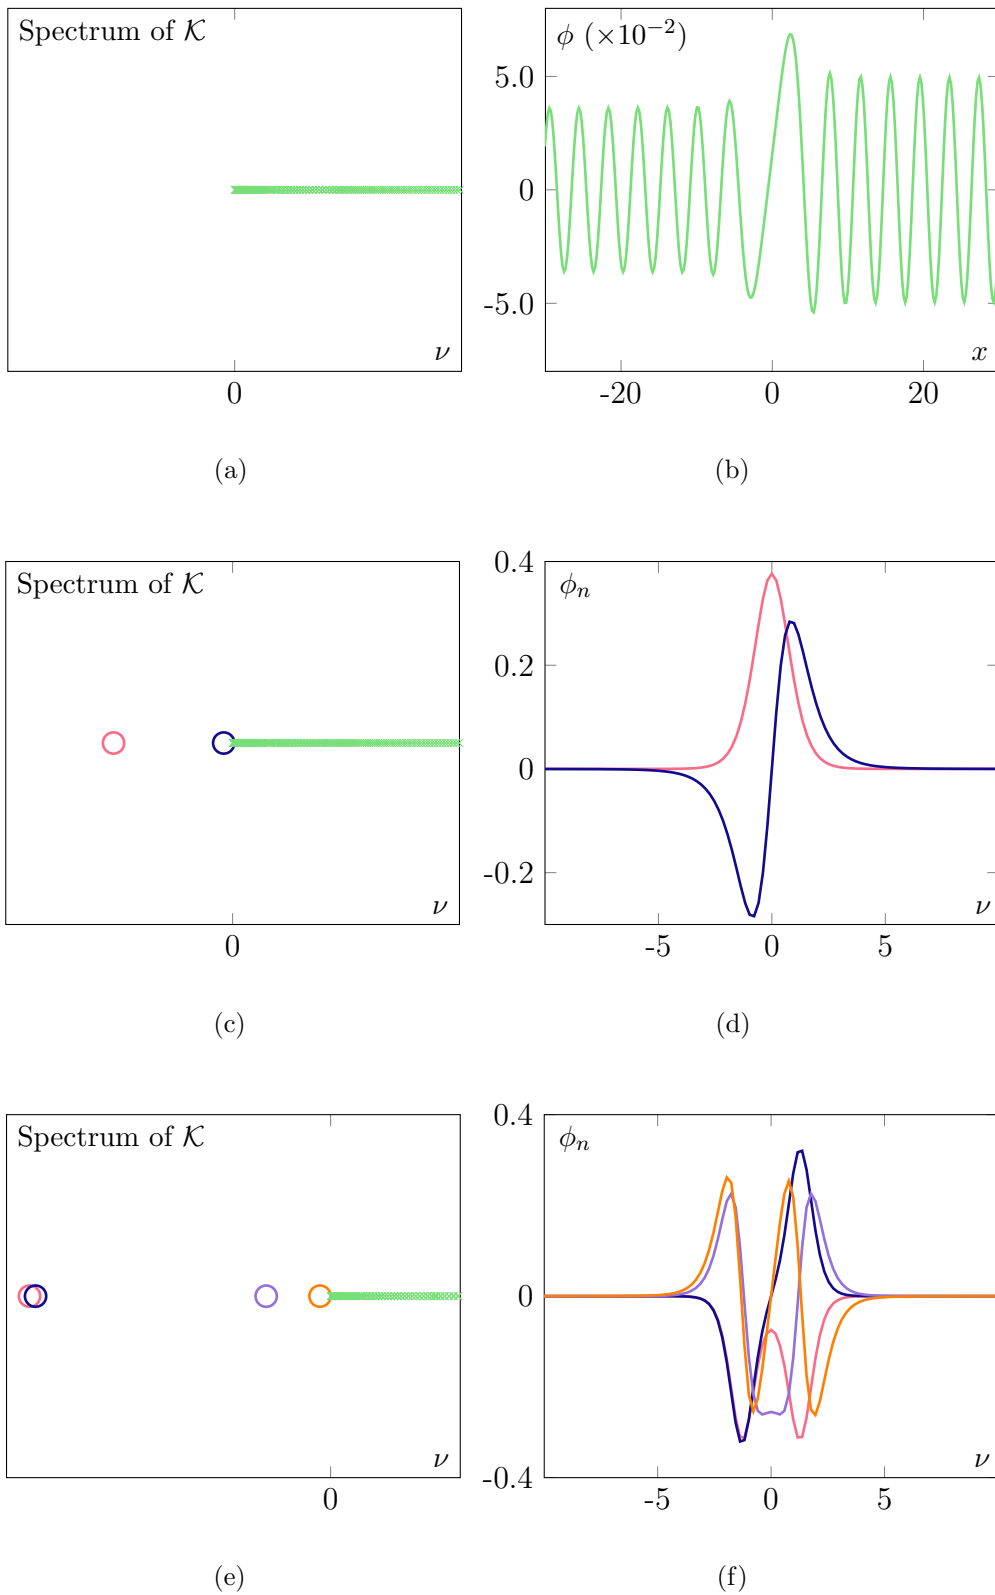 Spectrum of 𝒦
ν
0
(a)
ϕ (×10⁻²)
5.0
0
-5.0
x
-20 0 20
(b)
Spectrum of 𝒦
ν
0
(c)
0.4
ϕₙ
0.2
0
-0.2
ν
-5 0 5
(d)
Spectrum of 𝒦
ν
0
(e)
0.4
ϕₙ
0
ν
-0.4
-5 0 5
(f)